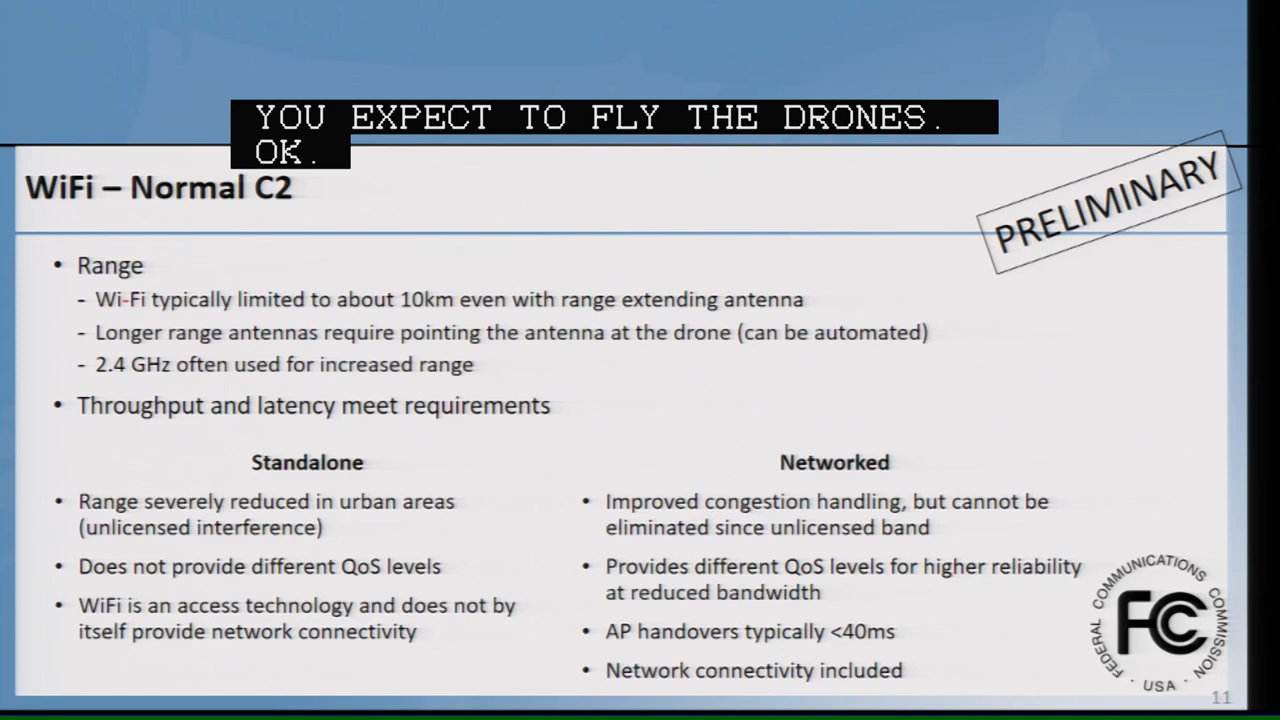 YOU EXPECT TO FLY THE DRONES.
OK.
WiFi – Normal C2
PRELIMINARY
• Range
- Wi-Fi typically limited to about 10km even with range extending antenna
- Longer range antennas require pointing the antenna at the drone (can be automated)
- 2.4 GHz often used for increased range
• Throughput and latency meet requirements
Standalone
• Range severely reduced in urban areas
(unlicensed interference)
• Does not provide different QoS levels
• WiFi is an access technology and does not by
itself provide network connectivity
Networked
• Improved congestion handling, but cannot be
eliminated since unlicensed band
• Provides different QoS levels for higher reliability
at reduced bandwidth
• AP handovers typically <40ms
• Network connectivity included
FEDERAL COMMUNICATIONS COMMISSION
FCC
· USA ·
11